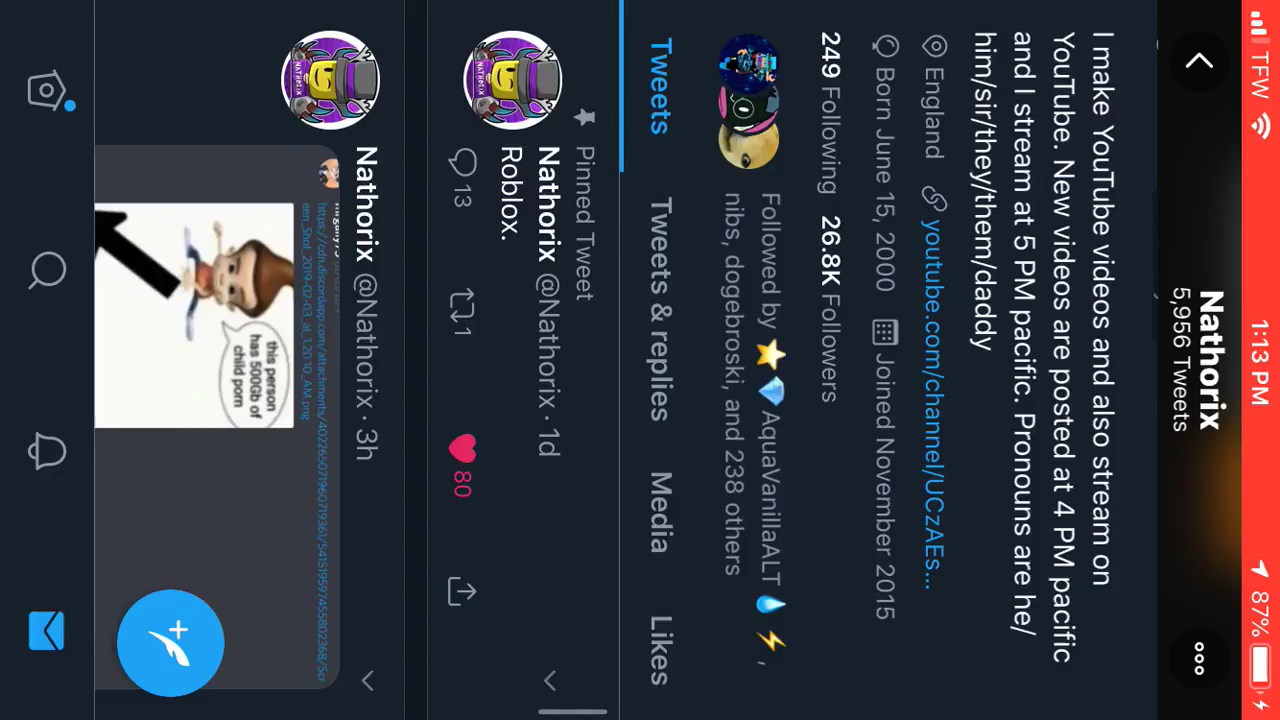 TFW
1:13 PM
87%
Nathorix
5,956 Tweets
I make YouTube videos and also stream on
YouTube. New videos are posted at 4 PM pacific
and I stream at 5 PM pacific. Pronouns are he/
him/sir/they/them/daddy
England youtube.com/channel/UCzAEs...
Born June 15, 2000 Joined November 2015
249 Following 26.8K Followers
Followed by ⭐💎AquaVanillaALT 💧⚡,
nibs, dogebroski, and 238 others
Tweets Tweets & replies Media Likes
Pinned Tweet
Nathorix @Nathorix · 1d
Roblox.
13 1 80
Nathorix @Nathorix · 3h
this person
has 500Gb of
child porn
NATHORIX